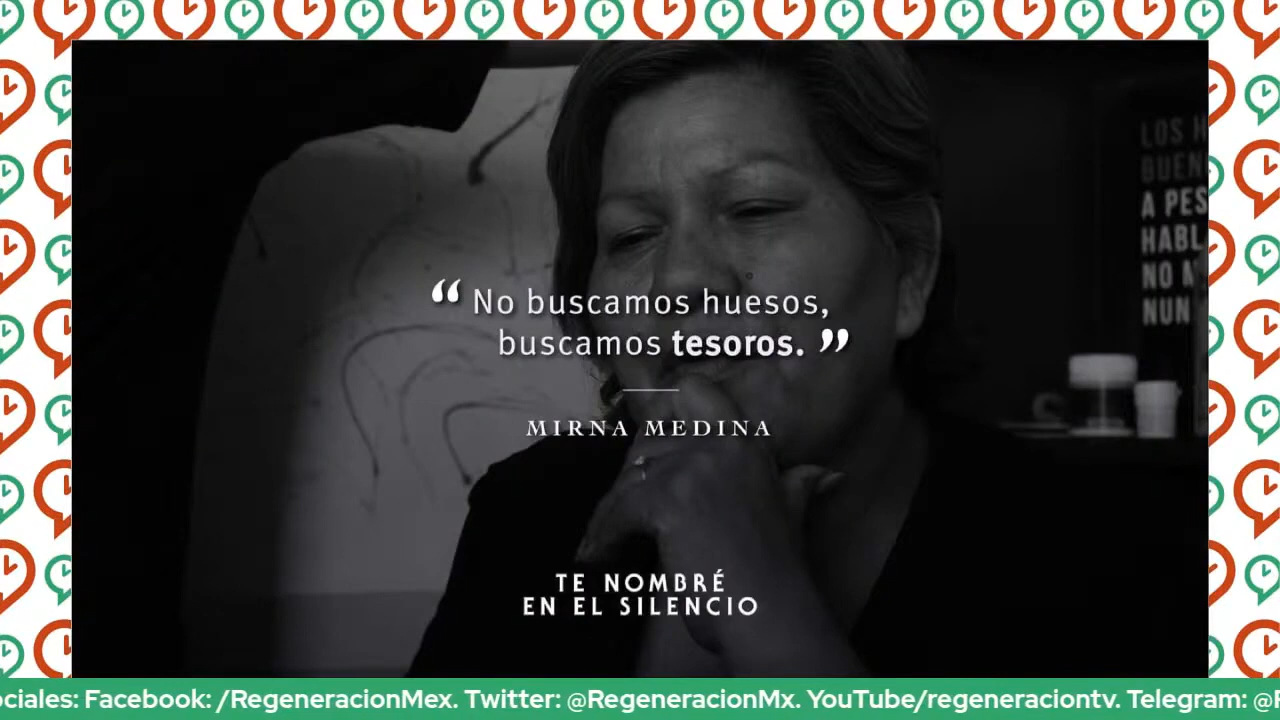 LOS H
BUEN
A PES
HABL
NO A
NUN
“ No buscamos huesos,
buscamos tesoros. ”
MIRNA MEDINA
TE NOMBRÉ
EN EL SILENCIO
ociales: Facebook: /RegeneracionMex. Twitter: @RegeneracionMx. YouTube/regeneraciontv. Telegram: @